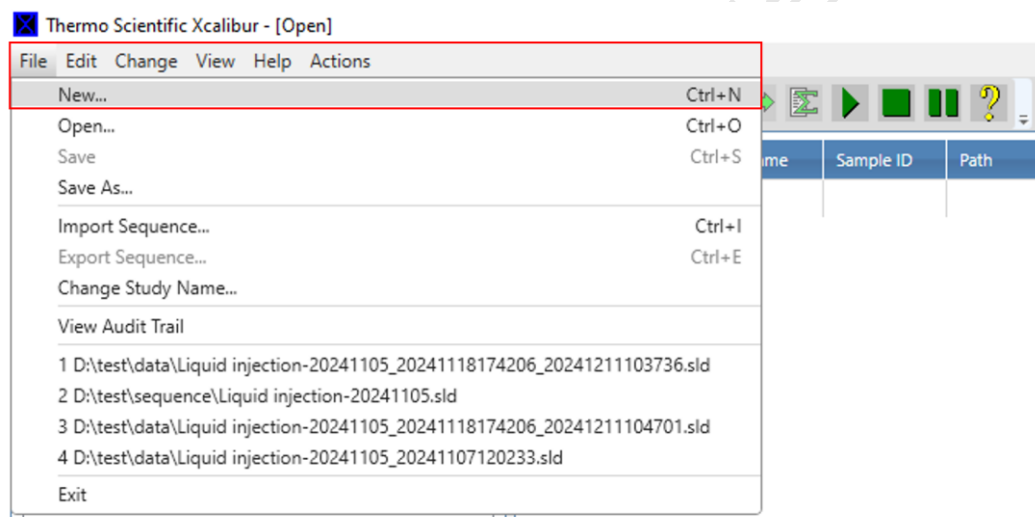 Thermo Scientific Xcalibur - [Open]
File Edit Change View Help Actions
New... Ctrl+N
Open... Ctrl+O
Save Ctrl+S
Save As...
Sample ID Path
Import Sequence... Ctrl+I
Export Sequence... Ctrl+E
Change Study Name...
View Audit Trail
1 D:\test\data\Liquid injection-20241105_20241118174206_20241211103736.sld
2 D:\test\sequence\Liquid injection-20241105.sld
3 D:\test\data\Liquid injection-20241105_20241118174206_20241211104701.sld
4 D:\test\data\Liquid injection-20241105_20241107120233.sld
Exit